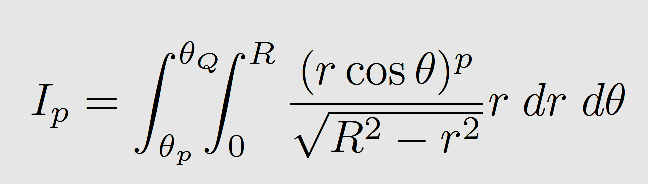 I_p = \int_{\theta_p}^{\theta_Q} \int_0^R \frac{(r \cos \theta)^p}{\sqrt{R^2 - r^2}} r \ dr \ d\theta